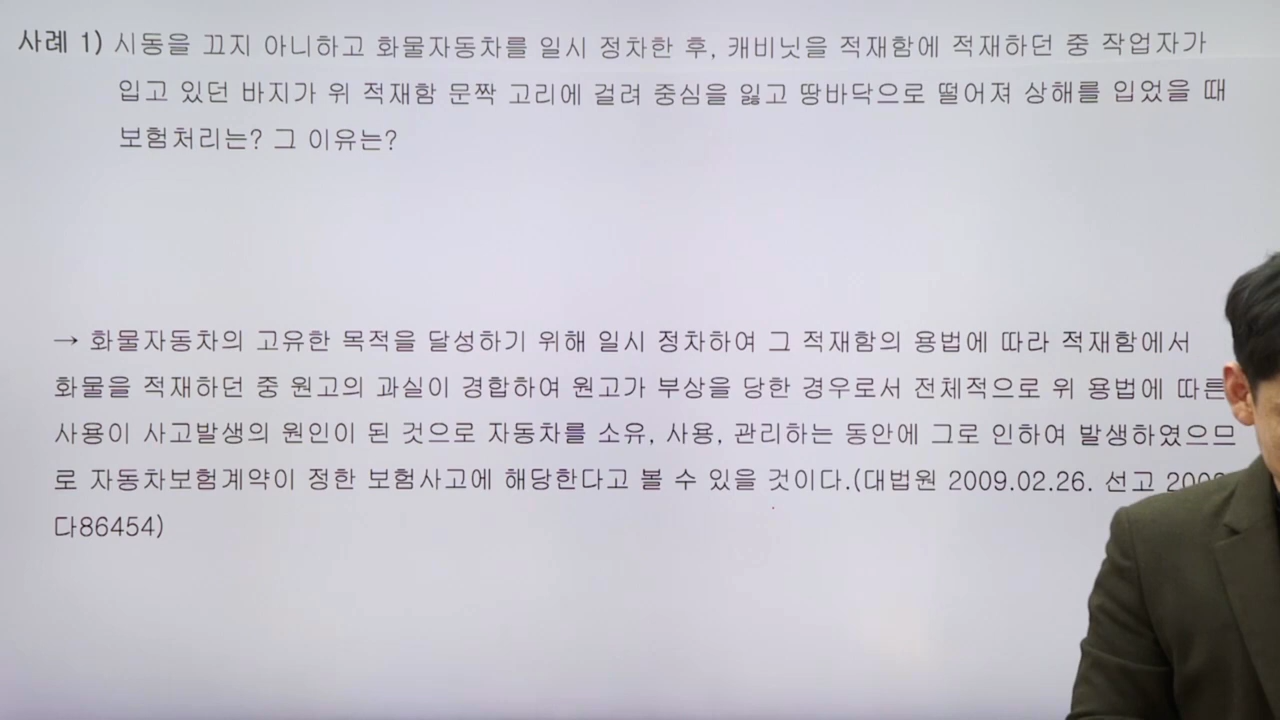 사례 1) 시동을 끄지 아니하고 화물자동차를 일시 정차한 후, 캐비닛을 적재함에 적재하던 중 작업자가
입고 있던 바지가 위 적재함 문짝 고리에 걸려 중심을 잃고 땅바닥으로 떨어져 상해를 입었을 때
보험처리는? 그 이유는?
→ 화물자동차의 고유한 목적을 달성하기 위해 일시 정차하여 그 적재함의 용법에 따라 적재함에서
화물을 적재하던 중 원고의 과실이 경합하여 원고가 부상을 당한 경우로서 전체적으로 위 용법에 따른
사용이 사고발생의 원인이 된 것으로 자동차를 소유, 사용, 관리하는 동안에 그로 인하여 발생하였으므
로 자동차보험계약이 정한 보험사고에 해당한다고 볼 수 있을 것이다.(대법원 2009.02.26. 선고
다86454)